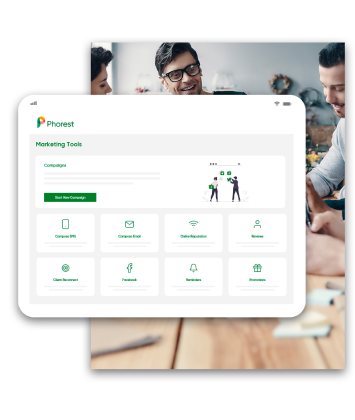 Phorest
Marketing Tools
Campaigns
Start New Campaign
Compose SMS
Compose Email
Online Reputation
Reviews
Client Reconnect
Facebook
Reminders
Promotions